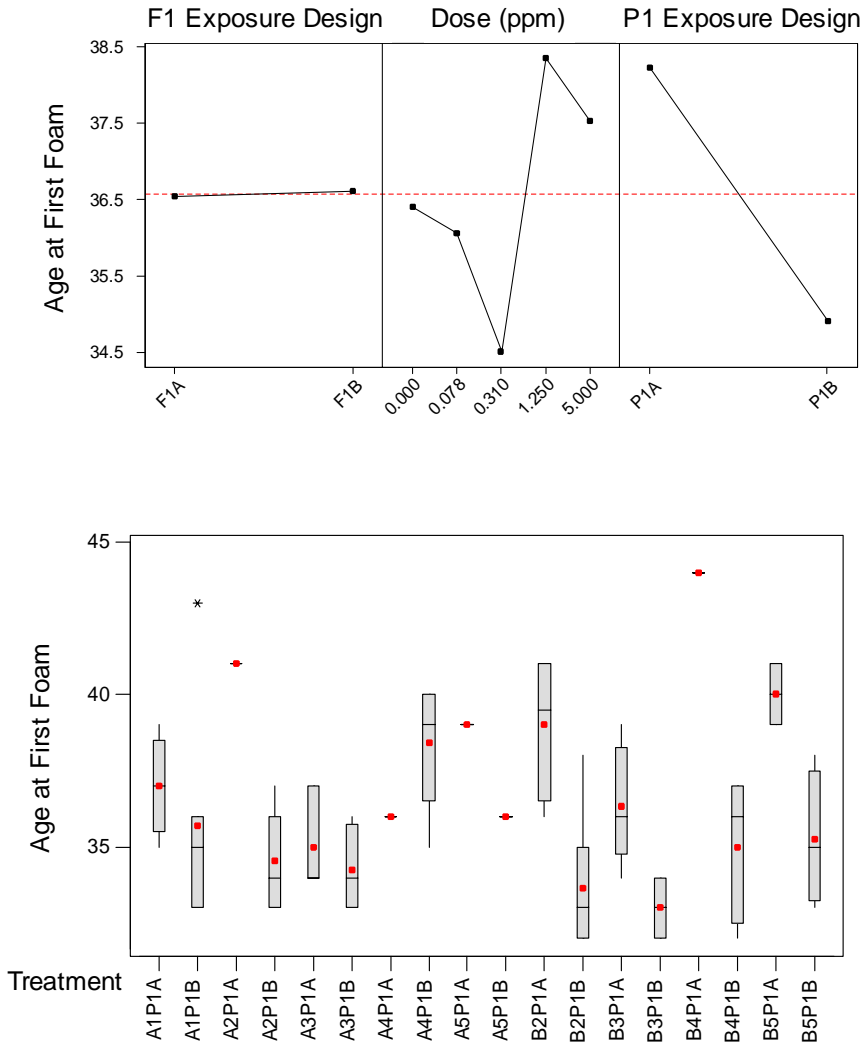 F1 Exposure Design Dose (ppm) P1 Exposure Design
Age at First Foam
38.5
37.5
36.5
35.5
34.5
F1A F1B 0.000 0.078 0.310 1.250 5.000 P1A P1B
Age at First Foam
45
40
35
Treatment A1P1A A1P1B A2P1A A2P1B A3P1A A3P1B A4P1A A4P1B A5P1A A5P1B B2P1A B2P1B B3P1A B3P1B B4P1A B4P1B B5P1A B5P1B